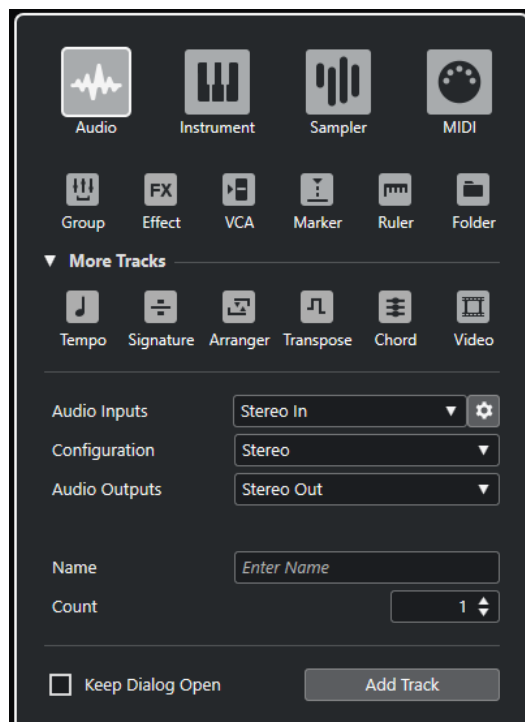 Audio Instrument Sampler MIDI
FX
Group Effect VCA Marker Ruler Folder
▼ More Tracks
Tempo Signature Arranger Transpose Chord Video
Audio Inputs Stereo In
Configuration Stereo
Audio Outputs Stereo Out
Name Enter Name
Count 1
Keep Dialog Open Add Track